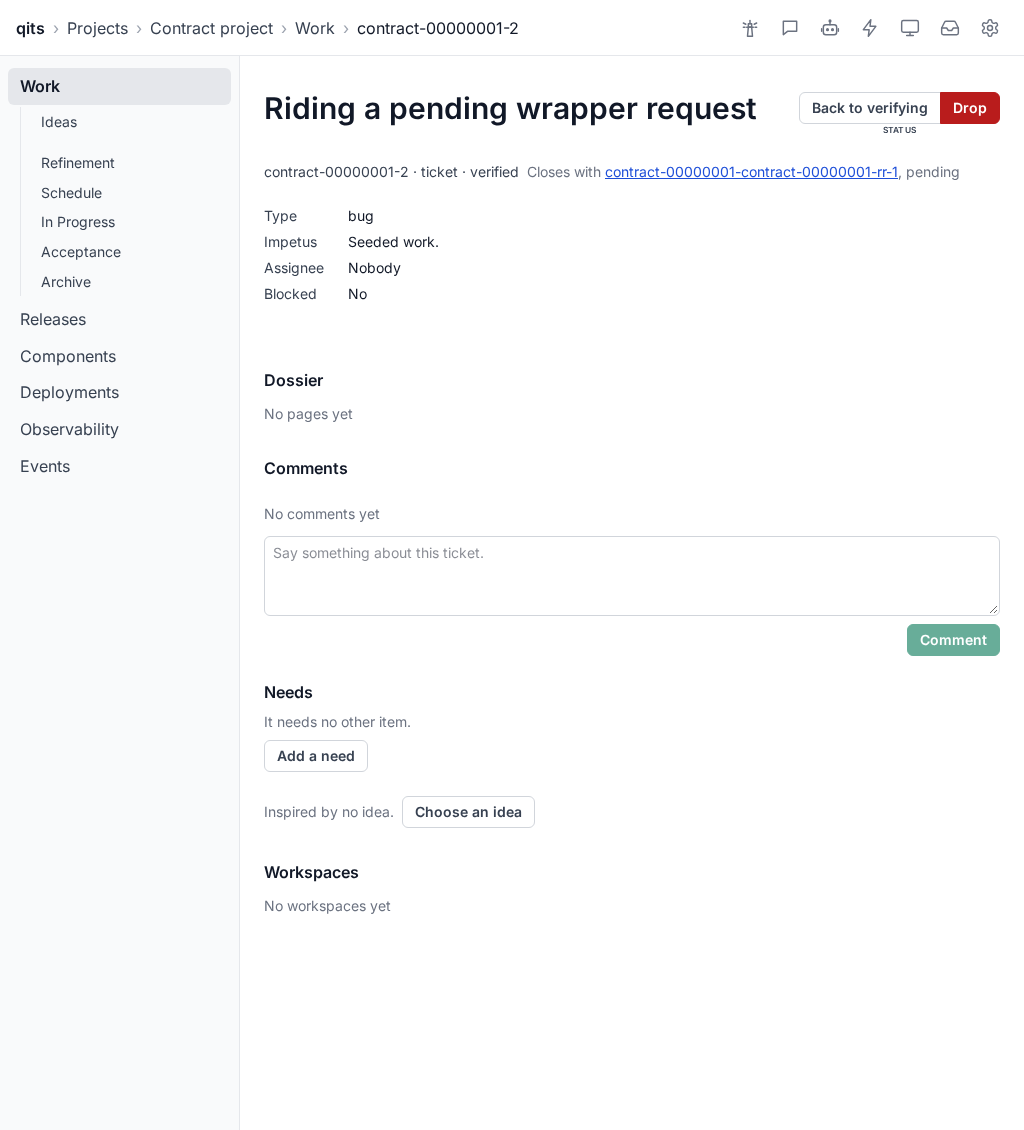 qits › Projects › Contract project › Work › contract-00000001-2
Work
Ideas
Refinement
Schedule
In Progress
Acceptance
Archive
Releases
Components
Deployments
Observability
Events
Riding a pending wrapper request
Back to verifying
Drop
STATUS
contract-00000001-2 · ticket · verified Closes with contract-00000001-contract-00000001-rr-1, pending
Type bug
Impetus Seeded work.
Assignee Nobody
Blocked No
Dossier
No pages yet
Comments
No comments yet
Say something about this ticket.
Comment
Needs
It needs no other item.
Add a need
Inspired by no idea. Choose an idea
Workspaces
No workspaces yet